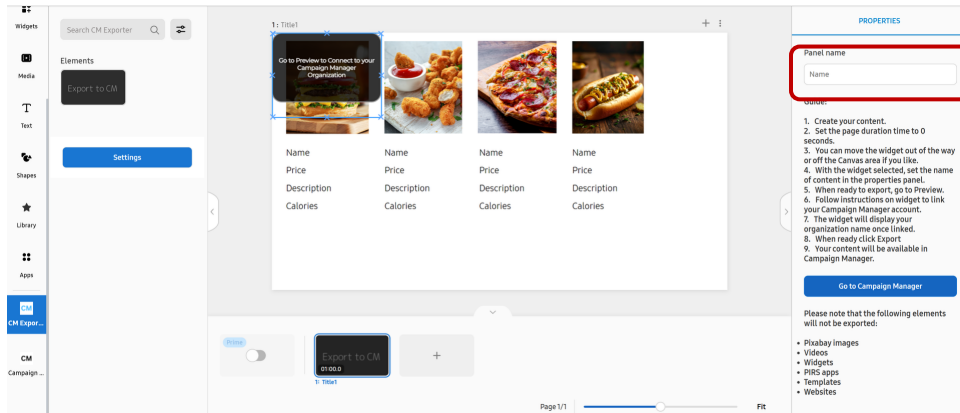 Widgets
Media
Text
Shapes
Library
Apps
CM
CM Expor...
CM
Campaign ...
Search CM Exporter
Elements
Export to CM
Settings
1 : Title1
Go to Preview to Connect to your
Campaign Manager
Organization
Name
Name
Name
Name
Price
Price
Price
Price
Description
Description
Description
Description
Calories
Calories
Calories
Calories
Prime
Export to CM
01:00.0
1: Title1
Page 1/1
Fit
PROPERTIES
Panel name
Name
Guide:
1. Create your content.
2. Set the page duration time to 0
seconds.
3. You can move the widget out of the way
or off the Canvas area if you like.
4. With the widget selected, set the name
of content in the properties panel.
5. When ready to export, go to Preview.
6. Follow instructions on widget to link
your Campaign Manager account.
7. The widget will display your
organization name once linked.
8. When ready click Export
9. Your content will be available in
Campaign Manager.
Go to Campaign Manager
Please note that the following elements
will not be exported:
• Pixabay images
• Videos
• Widgets
• PIRS apps
• Templates
• Websites